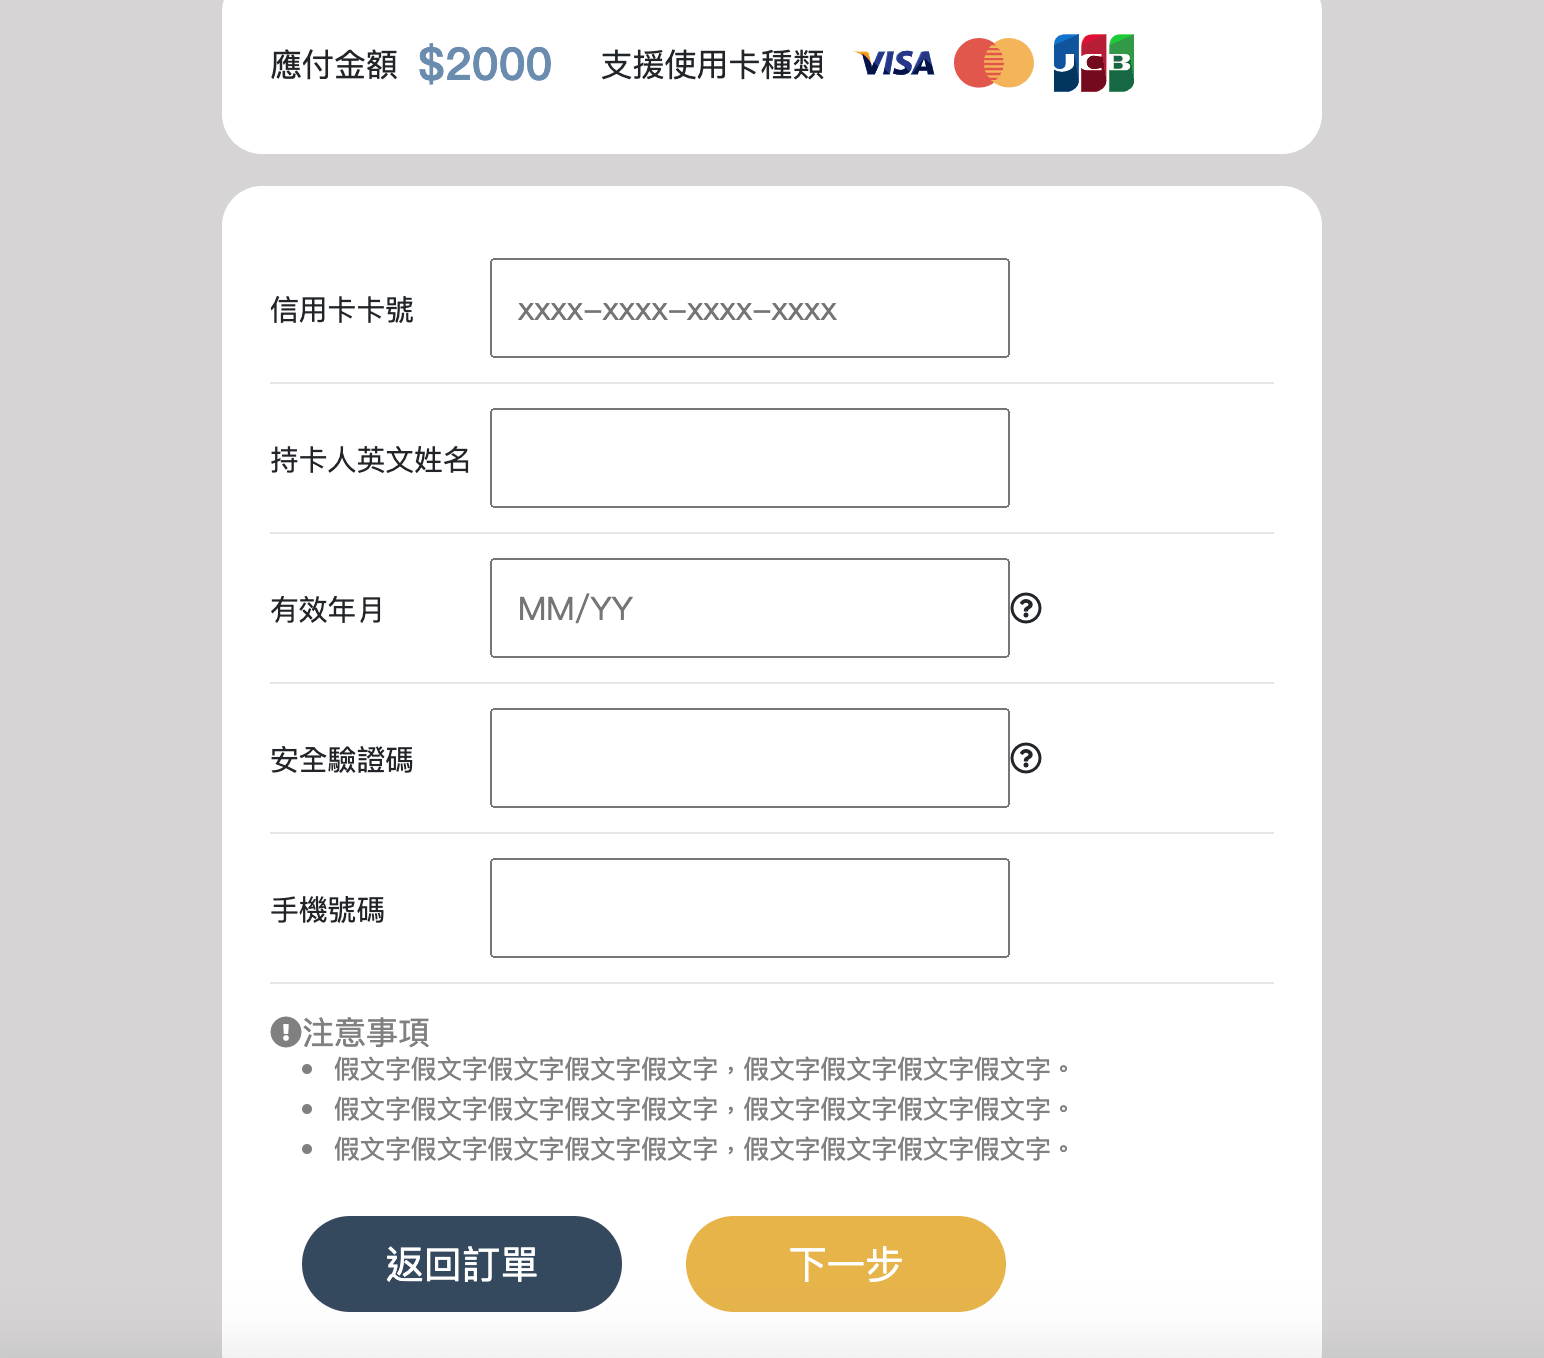 應付金額 $2000 支援使用卡種類 VISA JCB
信用卡卡號 xxxx-xxxx-xxxx-xxxx
持卡人英文姓名
有效年月 MM/YY
安全驗證碼
手機號碼
注意事項
• 假文字假文字假文字假文字假文字，假文字假文字假文字假文字。
• 假文字假文字假文字假文字假文字，假文字假文字假文字假文字。
• 假文字假文字假文字假文字假文字，假文字假文字假文字假文字。
返回訂單 下一步